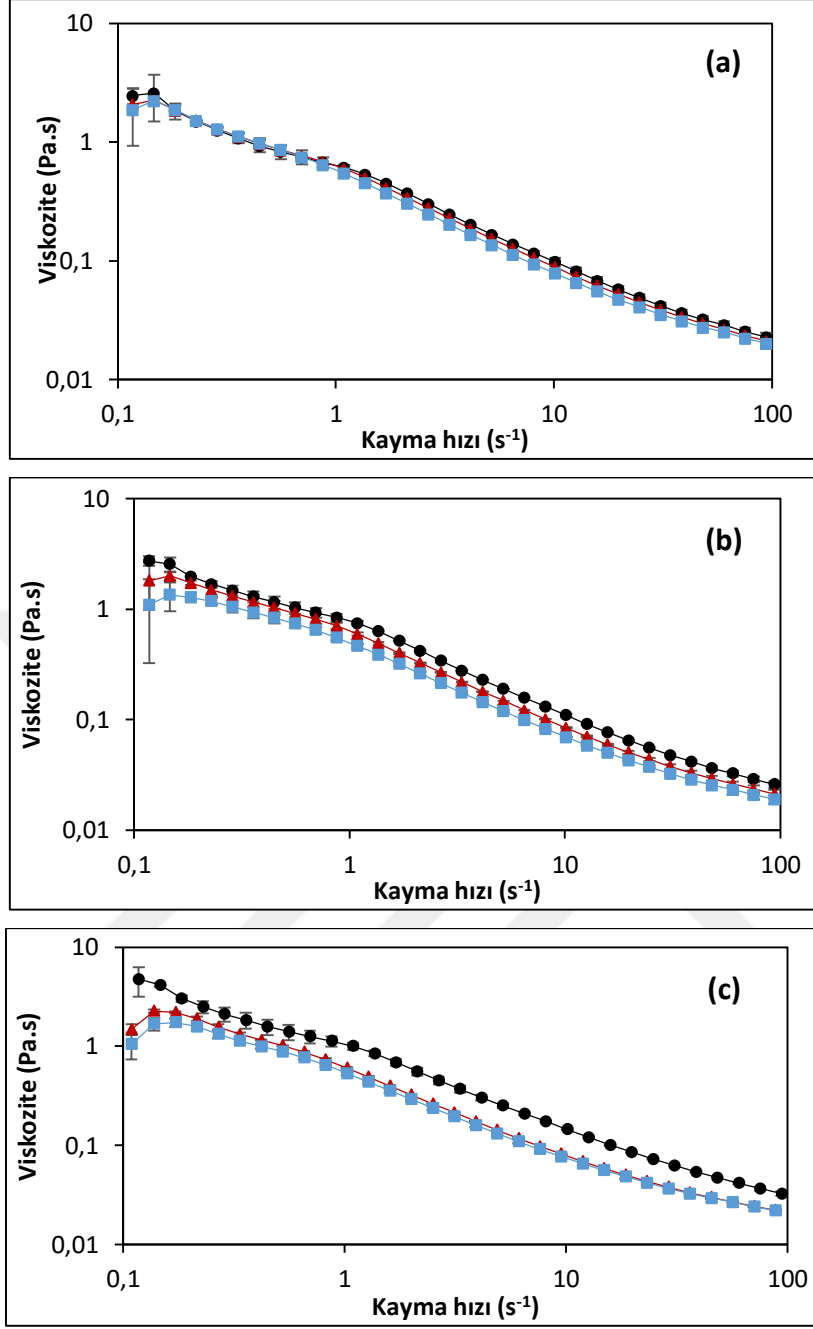 10
(a)
1
Viskozite (Pa.s)
0,1
0,01
0,1 1 10 100
Kayma hızı (s-1)
10
(b)
1
Viskozite (Pa.s)
0,1
0,01
0,1 1 10 100
Kayma hızı (s-1)
10
(c)
1
Viskozite (Pa.s)
0,1
0,01
0,1 1 10 100
Kayma hızı (s-1)